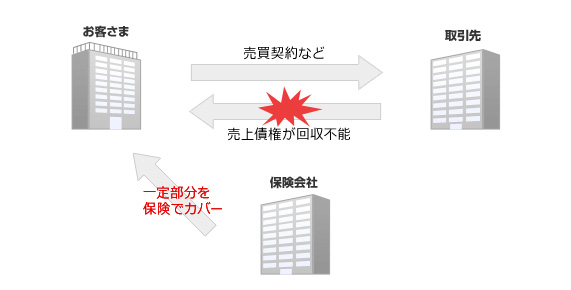 お客さま
取引先
売買契約など
売上債権が回収不能
保険会社
一定部分を
保険でカバー